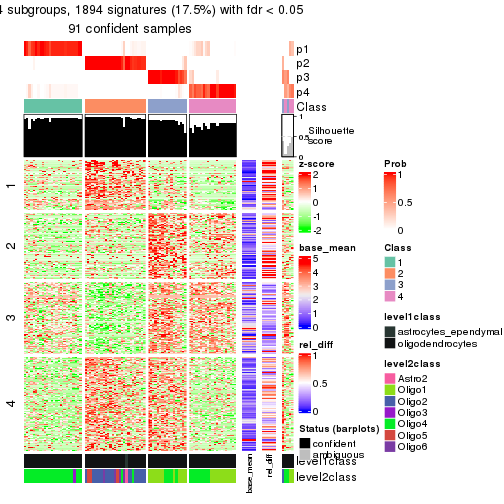 4 subgroups, 1894 signatures (17.5%) with fdr < 0.05
91 confident samples
p1
p2
p3
p4
Class
1
0.5
0
Silhouette
score
1
2
3
4
z-score
2
1
0
-1
-2
base_mean
5
4
3
2
1
0
rel_diff
1
0.5
0
Status (barplots)
confident
ambiguous
Prob
1
0.5
0
Class
1
2
3
4
level1class
astrocytes_ependymal
oligodendrocytes
level2class
Astro2
Oligo1
Oligo2
Oligo3
Oligo4
Oligo5
Oligo6
level1class
level2class
base_mean
rel_diff